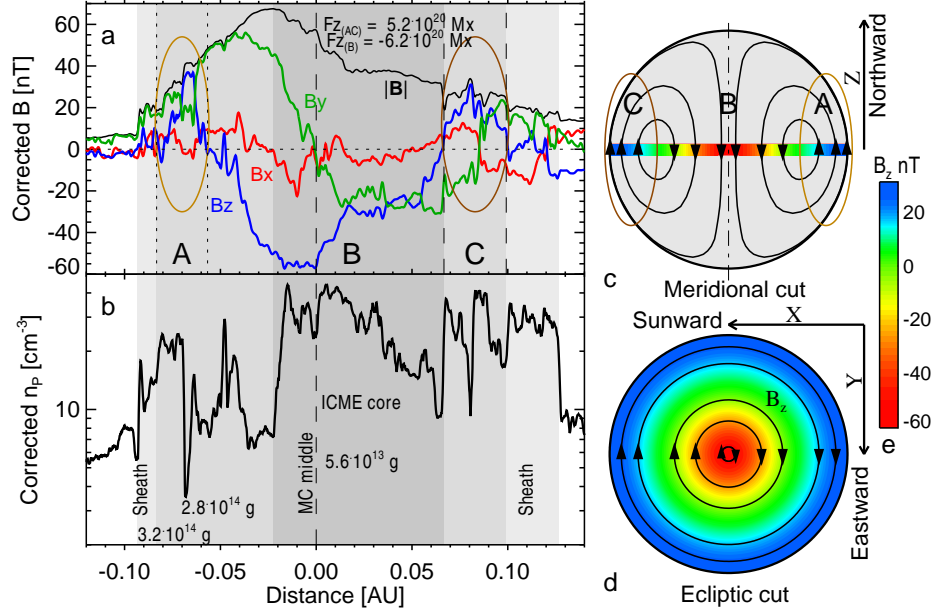 a
Corrected B [nT]
60
40
20
0
-20
-40
-60
Fz(AC) = 5.2·10^20 Mx
Fz(B) = -6.2·10^20 Mx
|B|
By
Bx
Bz
A
B
C
b
Corrected nP [cm-3]
10
Sheath
3.2·10^14 g
2.8·10^14 g
MC middle
ICME core
5.6·10^13 g
Sheath
-0.10
-0.05
0.00
0.05
0.10
Distance [AU]
C
B
A
Z
Northward
c
Meridional cut
Bz nT
20
0
-20
-40
-60
e
Sunward
X
Y
Eastward
Bz
d
Ecliptic cut